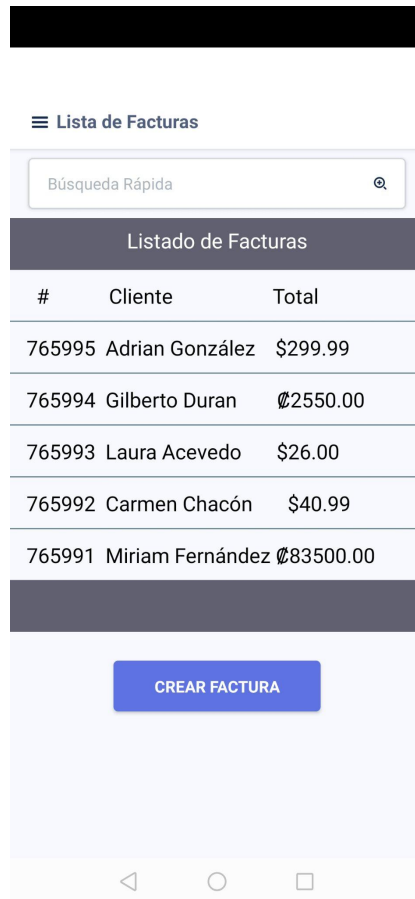 Lista de Facturas
Búsqueda Rápida
Listado de Facturas
# Cliente Total
765995 Adrian González $299.99
765994 Gilberto Duran ₡2550.00
765993 Laura Acevedo $26.00
765992 Carmen Chacón $40.99
765991 Miriam Fernández ₡83500.00
CREAR FACTURA